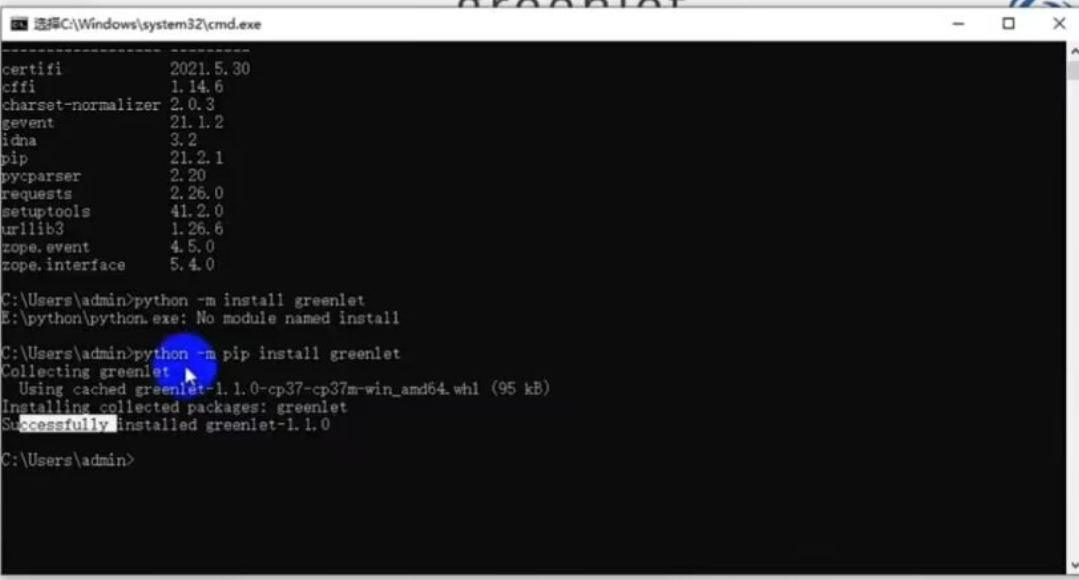 greenlet
选择C:\Windows\system32\cmd.exe
------------------ ---------
certifi 2021.5.30
cffi 1.14.6
charset-normalizer 2.0.3
gevent 21.1.2
idna 3.2
pip 21.2.1
pycparser 2.20
requests 2.26.0
setuptools 41.2.0
urllib3 1.26.6
zope.event 4.5.0
zope.interface 5.4.0
C:\Users\admin>python -m install greenlet
E:\python\python.exe: No module named install
C:\Users\admin>python -m pip install greenlet
Collecting greenlet
Using cached greenlet-1.1.0-cp37-cp37m-win_amd64.whl (95 kB)
Installing collected packages: greenlet
Successfully installed greenlet-1.1.0
C:\Users\admin>